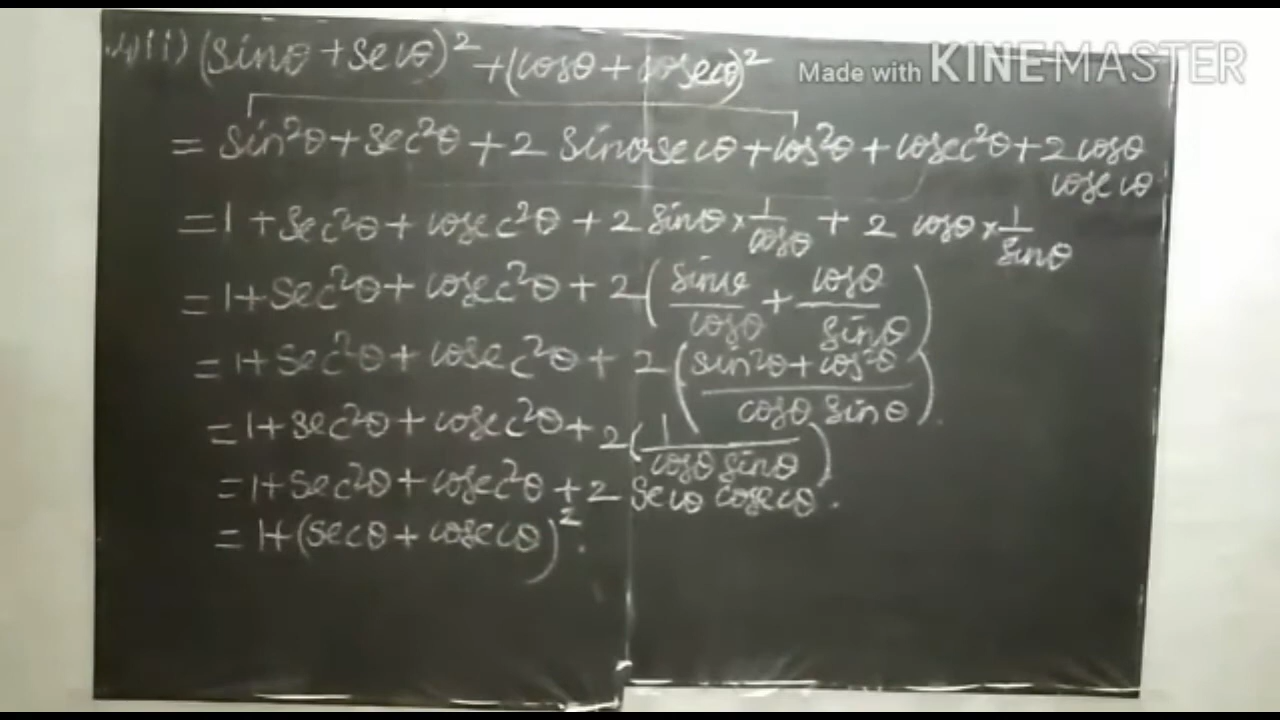 4)ii) (sinθ + secθ)² + (cosθ + cosecθ)²
Made with KINEMASTER
= sin²θ + sec²θ + 2 sinθ secθ + cos²θ + cosec²θ + 2 cosθ
cosecθ
= 1 + sec²θ + cosec²θ + 2 sinθ × 1/cosθ + 2 cosθ × 1/sinθ
= 1 + sec²θ + cosec²θ + 2 (sinθ/cosθ + cosθ/sinθ)
= 1 + sec²θ + cosec²θ + 2 ((sin²θ + cos²θ)/(cosθ sinθ)).
= 1 + sec²θ + cosec²θ + 2(1/(cosθ sinθ))
= 1 + sec²θ + cosec²θ + 2 secθ cosecθ.
= 1 + (secθ + cosecθ)².